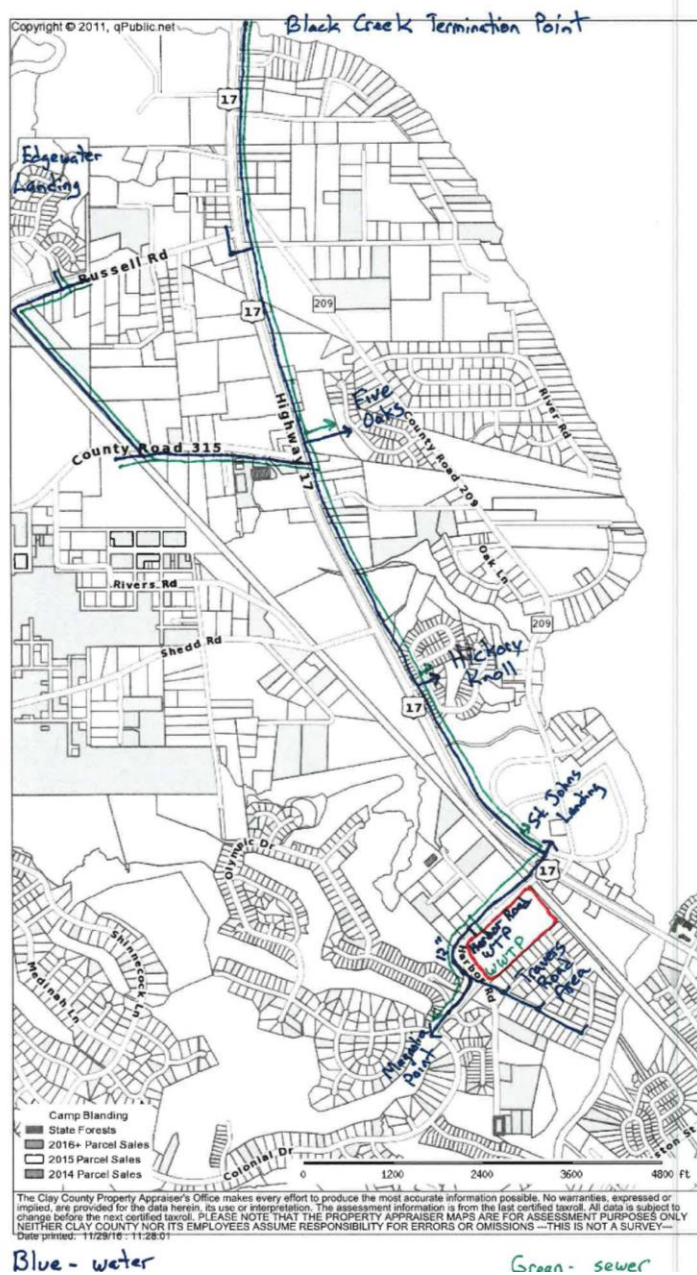 Copyright © 2011, qPublic.net
Black Creek Termination Point
17
Edgewater
Landing
Russell Rd
17
209
Highway 17
Five
Oaks
River Rd
County Road 209
County Road 315
Oak Ln
Rivers Rd
209
Shedd Rd
Hickory
Knoll
17
St. Johns
Landing
Olympic Dr
17
Shinnecock Ln
Medinah Ln
12"
Harbor Road
WTP
WWTP
Harbor Rd
Travers
Road
Area
Magnolia
Point
Colonial Dr
Camp Blanding
State Forests
2016+ Parcel Sales
2015 Parcel Sales
2014 Parcel Sales
0 1200 2400 3600 4800 ft
The Clay County Property Appraiser's Office makes every effort to produce the most accurate information possible. No warranties, expressed or
implied, are provided for the data herein, its use or interpretation. The assessment information is from the last certified taxroll. All data is subject to
change before the next certified taxroll. PLEASE NOTE THAT THE PROPERTY APPRAISER MAPS ARE FOR ASSESSMENT PURPOSES ONLY
NEITHER CLAY COUNTY NOR ITS EMPLOYEES ASSUME RESPONSIBILITY FOR ERRORS OR OMISSIONS ---THIS IS NOT A SURVEY---
Date printed: 11/29/16 : 11:28:01
Blue - water
Green - sewer